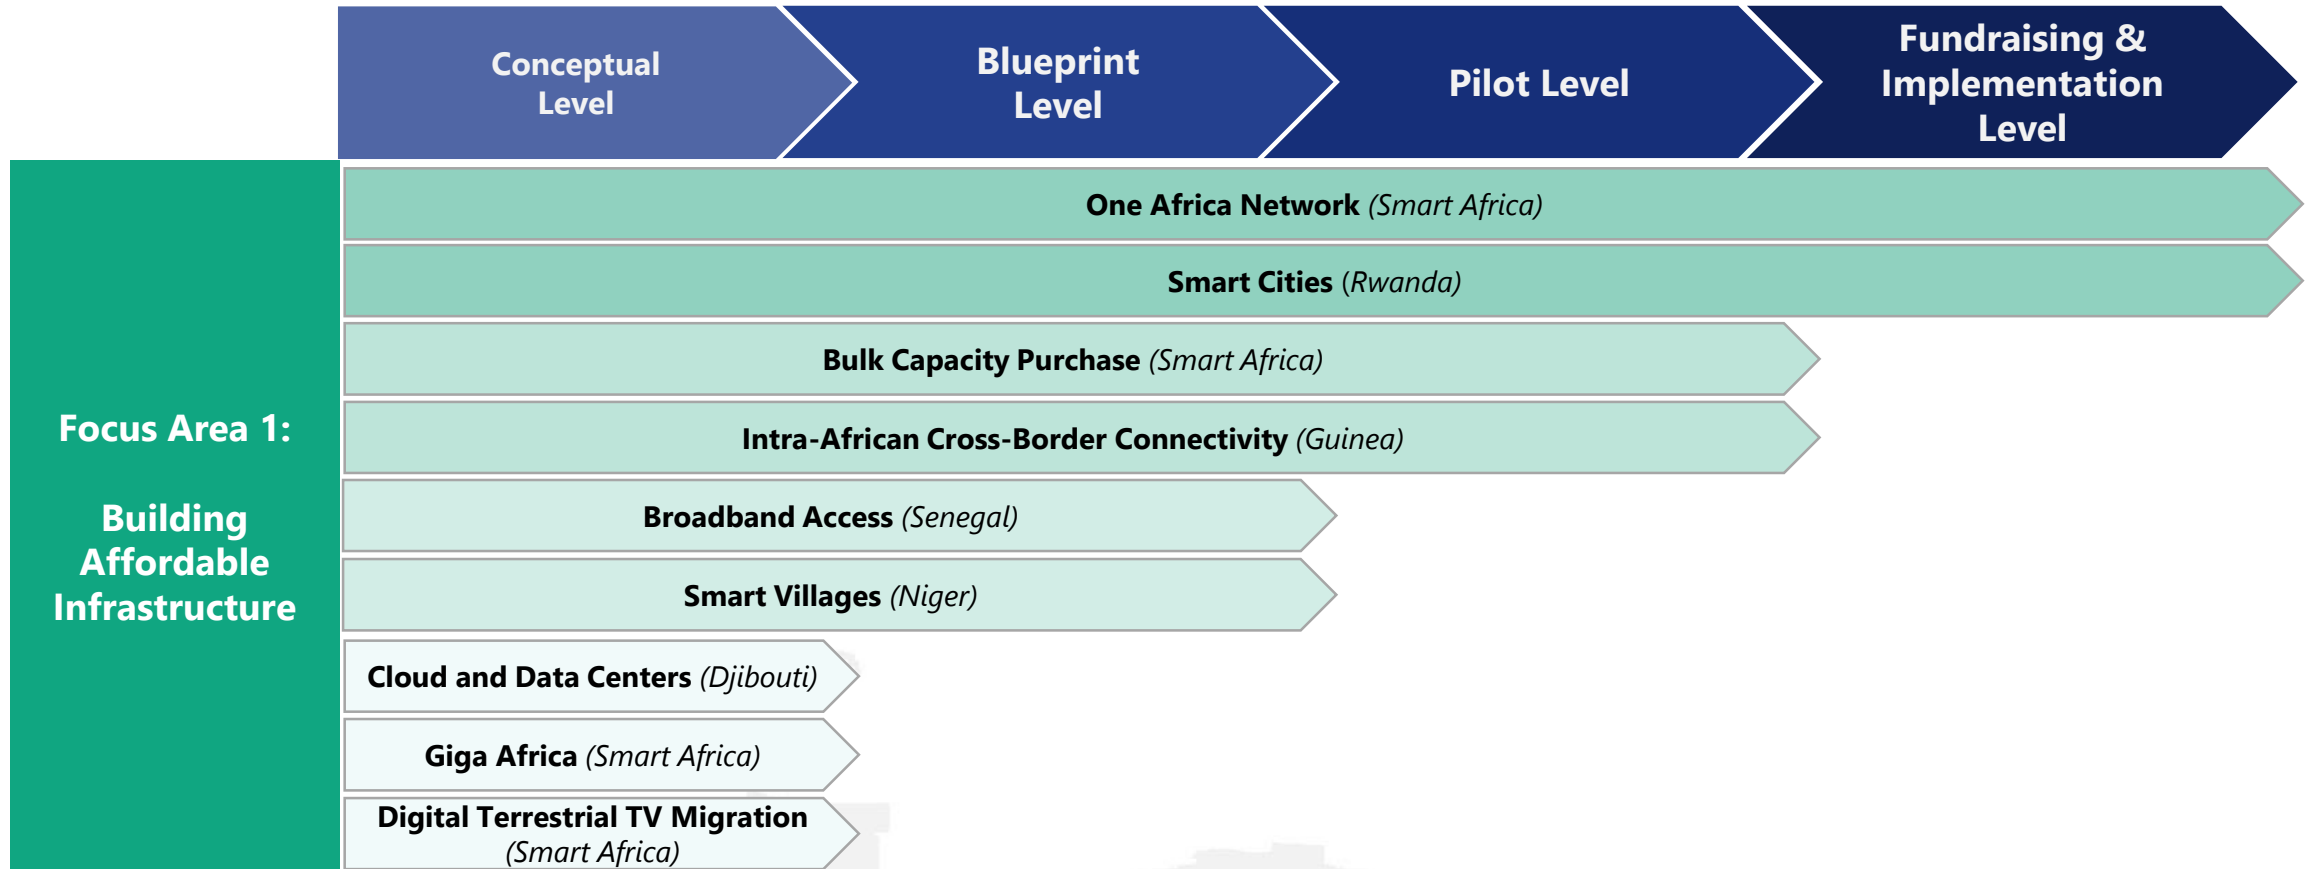 Conceptual
Level
Blueprint
Level
Pilot Level
Fundraising &
Implementation
Level
Focus Area 1:
Building
Affordable
Infrastructure
One Africa Network (Smart Africa)
Smart Cities (Rwanda)
Bulk Capacity Purchase (Smart Africa)
Intra-African Cross-Border Connectivity (Guinea)
Broadband Access (Senegal)
Smart Villages (Niger)
Cloud and Data Centers (Djibouti)
Giga Africa (Smart Africa)
Digital Terrestrial TV Migration
(Smart Africa)